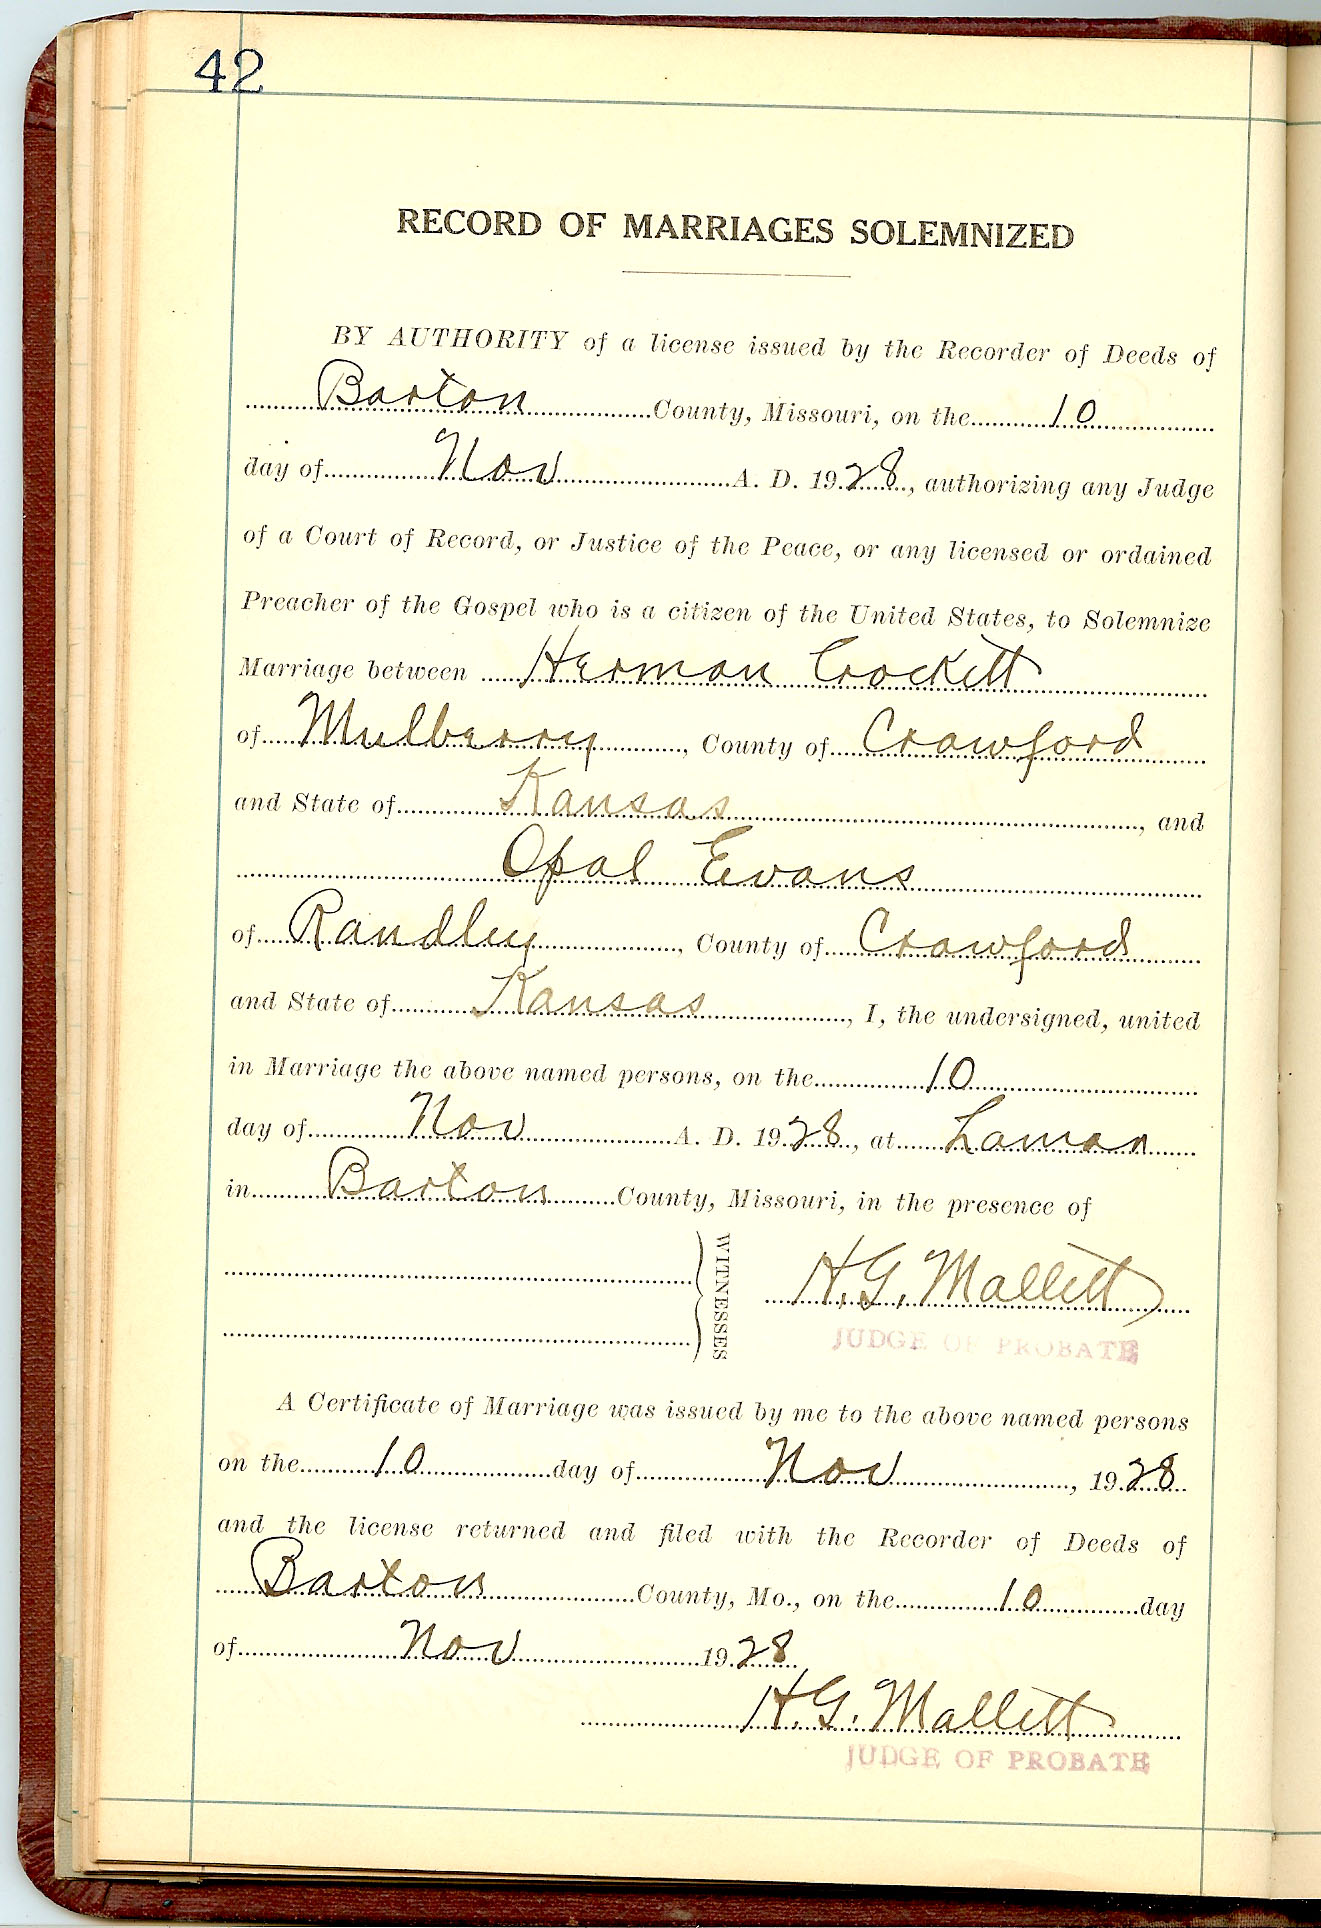 42
RECORD OF MARRIAGES SOLEMNIZED
BY AUTHORITY of a license issued by the Recorder of Deeds of
Barton County, Missouri, on the 10
day of Nov A. D. 1928, authorizing any Judge
of a Court of Record, or Justice of the Peace, or any licensed or ordained
Preacher of the Gospel who is a citizen of the United States, to Solemnize
Marriage between Herman Crockett
of Mulberry, County of Crawford
and State of Kansas, and
Opal Evans
of Randley, County of Crawford
and State of Kansas, I, the undersigned, united
in Marriage the above named persons, on the 10
day of Nov A. D. 1928, at Lamar
in Barton County, Missouri, in the presence of
WITNESSES
H. G. Mallett
JUDGE OF PROBATE
A Certificate of Marriage was issued by me to the above named persons
on the 10 day of Nov, 1928
and the license returned and filed with the Recorder of Deeds of
Barton County, Mo., on the 10 day
of Nov 1928
H. G. Mallett
JUDGE OF PROBATE